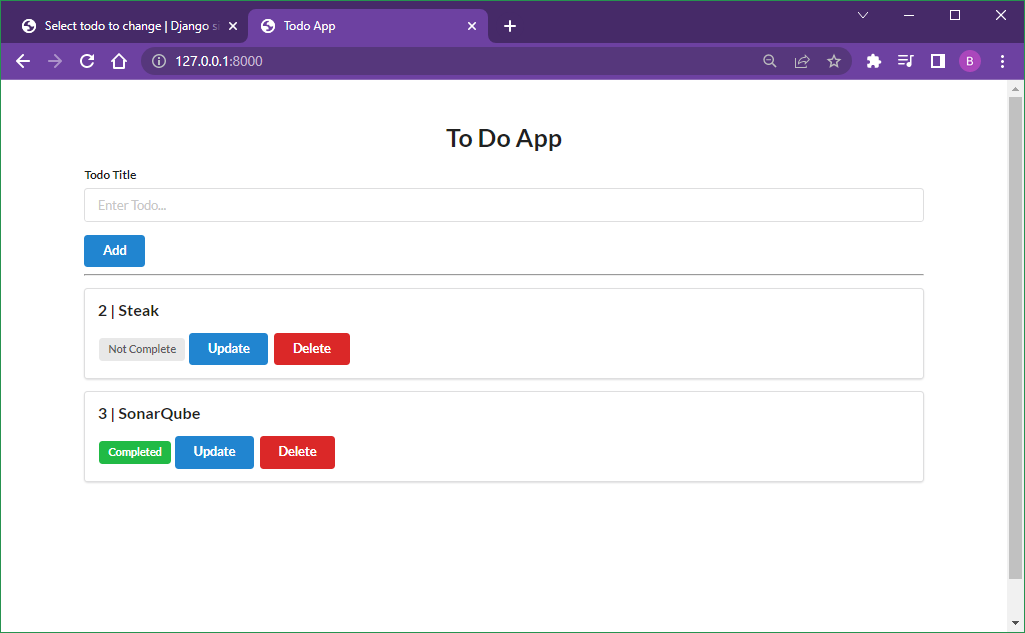 Select todo to change | Django si
Todo App
127.0.0.1:8000
B
To Do App
Todo Title
Enter Todo...
Add
2 | Steak
Not Complete Update Delete
3 | SonarQube
Completed Update Delete